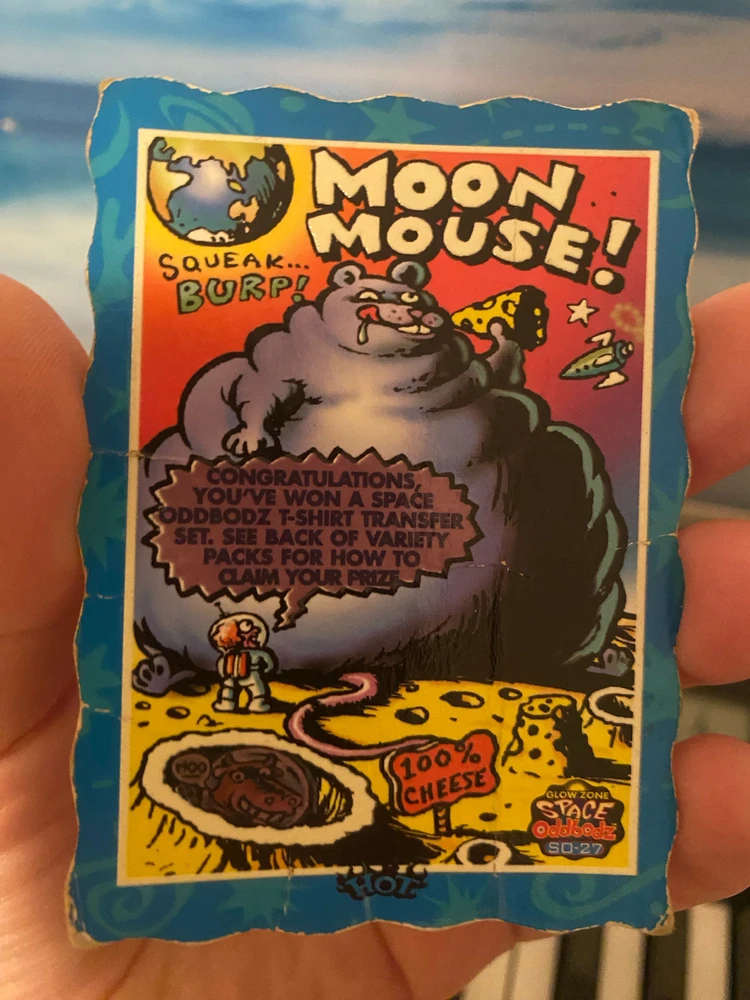 MOON
MOUSE!
SQUEAK...
BURP!
CONGRATULATIONS,
YOU'VE WON A SPACE
ODDBODZ T-SHIRT TRANSFER
SET. SEE BACK OF VARIETY
PACKS FOR HOW TO
CLAIM YOUR PRIZE
100%
CHEESE
GLOW ZONE
SPACE
Oddbodz
SO-27
HOT